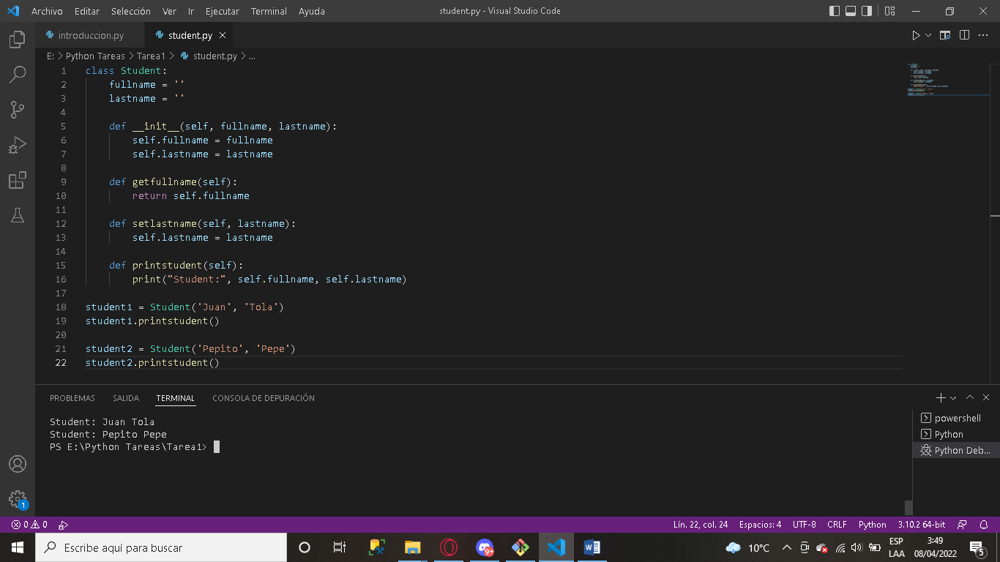 Archivo Editar Selección Ver Ir Ejecutar Terminal Ayuda student.py - Visual Studio Code
introduccion.py student.py
E: > Python Tareas > Tarea1 > student.py > ...
1 class Student:
2 fullname = ''
3 lastname = ''
4
5 def __init__(self, fullname, lastname):
6 self.fullname = fullname
7 self.lastname = lastname
8
9 def getfullname(self):
10 return self.fullname
11
12 def setlastname(self, lastname):
13 self.lastname = lastname
14
15 def printstudent(self):
16 print("Student:", self.fullname, self.lastname)
17
18 student1 = Student('Juan', 'Tola')
19 student1.printstudent()
20
21 student2 = Student('Pepito', 'Pepe')
22 student2.printstudent()
PROBLEMAS SALIDA TERMINAL CONSOLA DE DEPURACIÓN
Student: Juan Tola
Student: Pepito Pepe
PS E:\Python Tareas\Tarea1>
powershell
Python
Python Deb...
1
0 0 Lín. 22, col. 24 Espacios: 4 UTF-8 CRLF Python 3.10.2 64-bit
Escribe aquí para buscar 9+ 10°C ESP LAA 3:49 08/04/2022 5